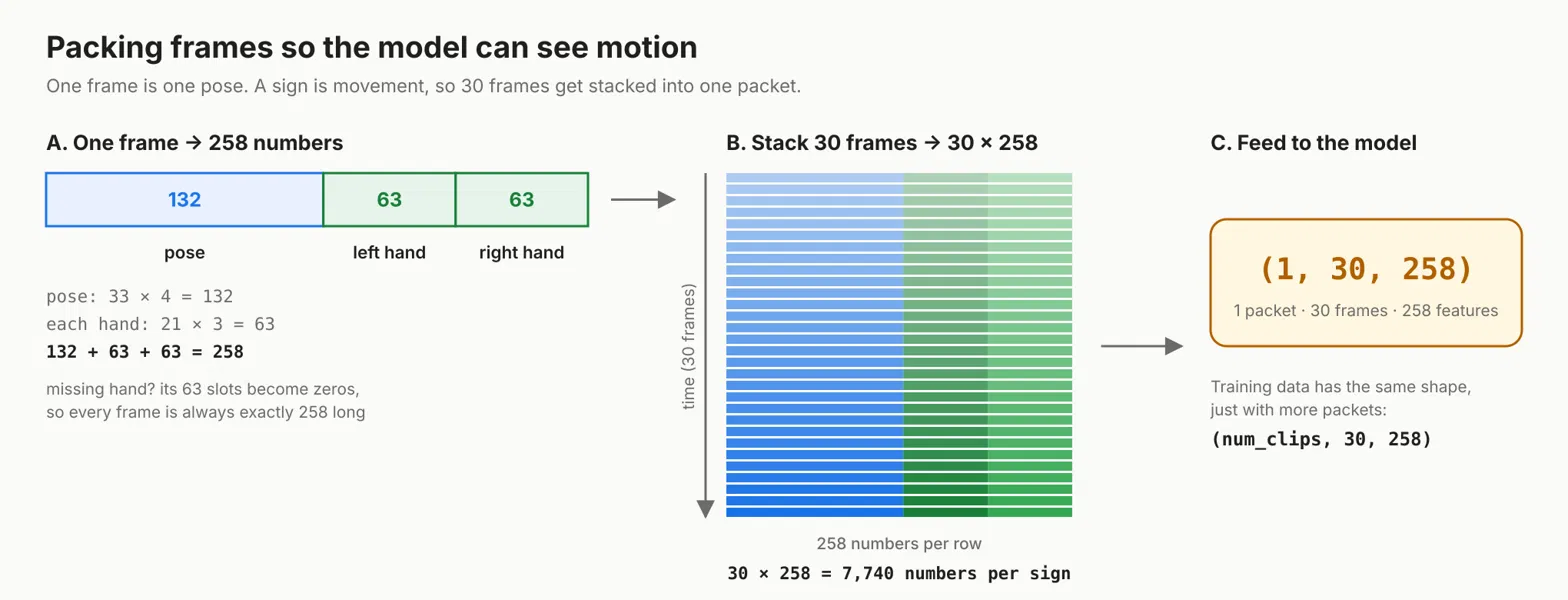 Packing frames so the model can see motion
One frame is one pose. A sign is movement, so 30 frames get stacked into one packet.
A. One frame → 258 numbers
132
63
63
pose
left hand
right hand
pose: 33 × 4 = 132
each hand: 21 × 3 = 63
132 + 63 + 63 = 258
missing hand? its 63 slots become zeros,
so every frame is always exactly 258 long
B. Stack 30 frames → 30 × 258
time (30 frames)
258 numbers per row
30 × 258 = 7,740 numbers per sign
C. Feed to the model
(1, 30, 258)
1 packet · 30 frames · 258 features
Training data has the same shape,
just with more packets:
(num_clips, 30, 258)